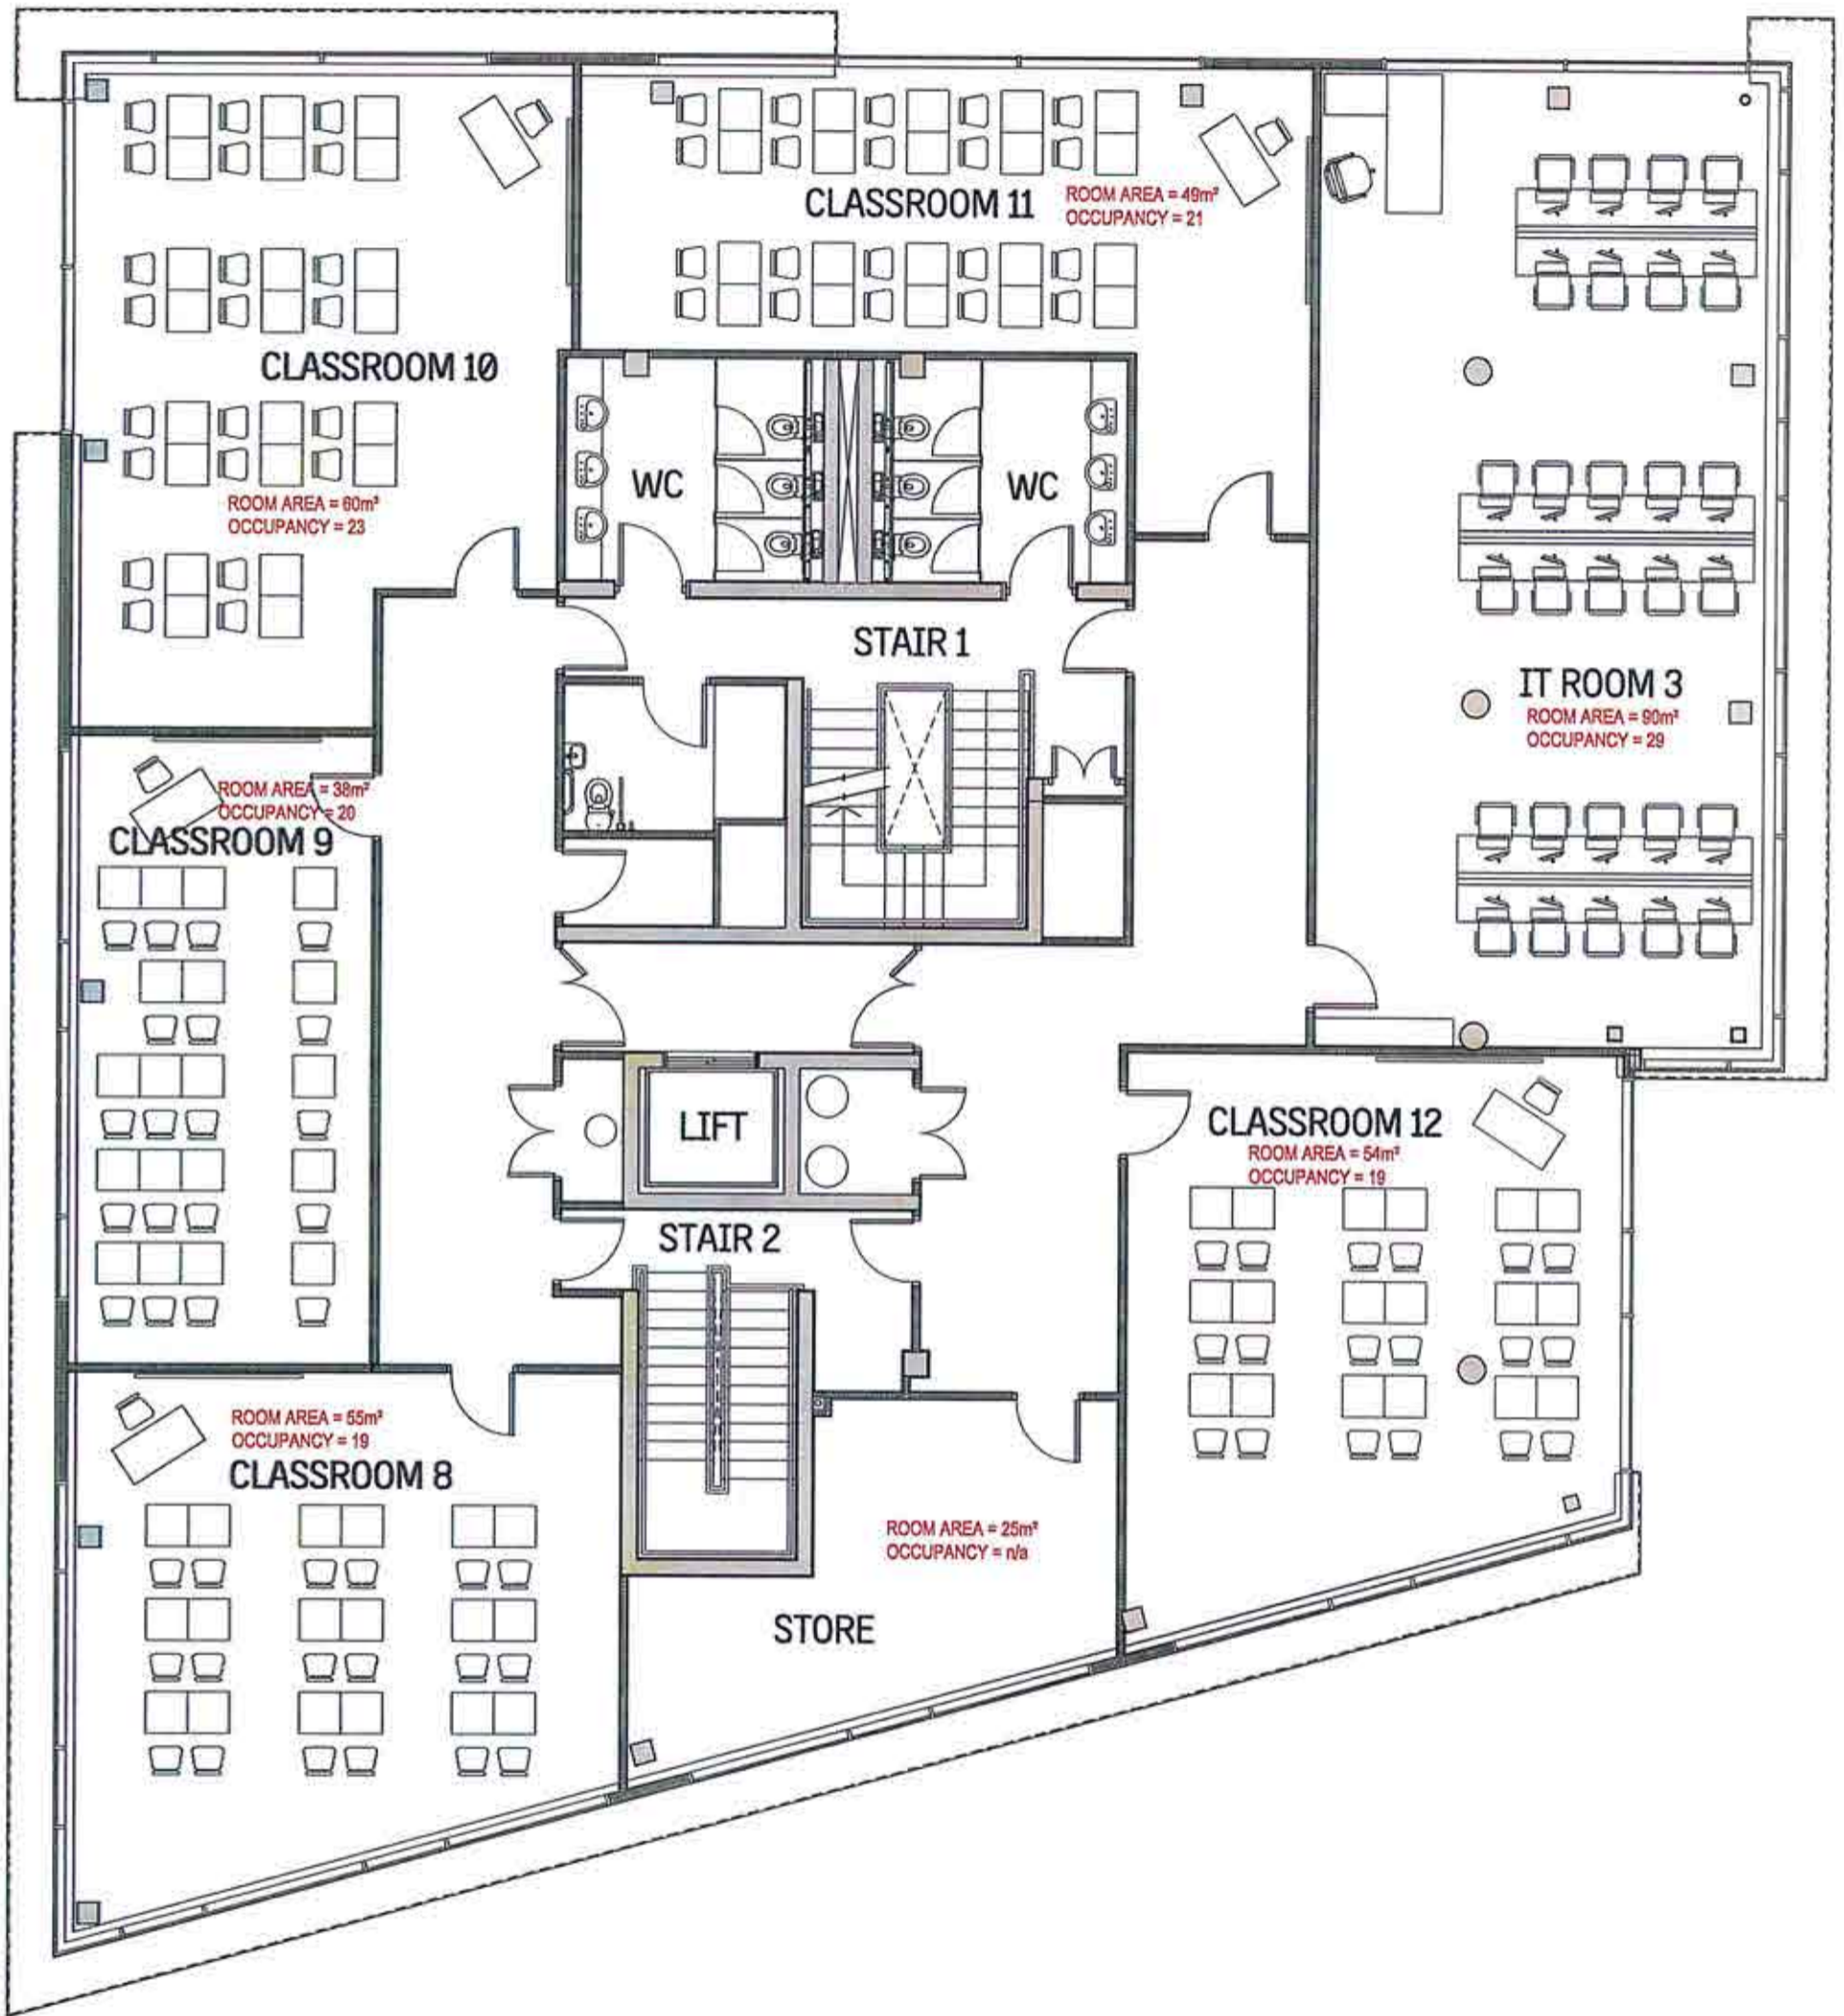 CLASSROOM 11
ROOM AREA = 49m²
OCCUPANCY = 21
CLASSROOM 10
ROOM AREA = 60m²
OCCUPANCY = 23
WC
WC
STAIR 1
IT ROOM 3
ROOM AREA = 90m²
OCCUPANCY = 29
ROOM AREA = 38m²
OCCUPANCY = 20
CLASSROOM 9
LIFT
CLASSROOM 12
ROOM AREA = 54m²
OCCUPANCY = 19
STAIR 2
ROOM AREA = 55m²
OCCUPANCY = 19
CLASSROOM 8
ROOM AREA = 25m²
OCCUPANCY = n/a
STORE